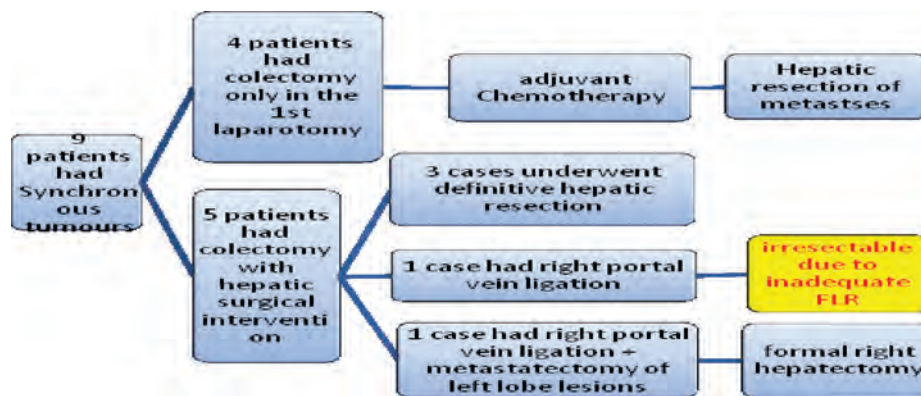 9
patients
had
Synchron
ous
tumours
4 patients
had
colectomy
only in the
1st
laparotomy
adjuvant
Chemotherapy
Hepatic
resection of
metastses
5 patients
had
colectomy
with
hepatic
surgical
interventi
on
3 cases underwent
definitive hepatic
resection
1 case had right portal
vein ligation
irresectable
due to
inadequate
FLR
1 case had right portal
vein ligation +
metastatectomy of
left lobe lesions
formal right
hepatectomy